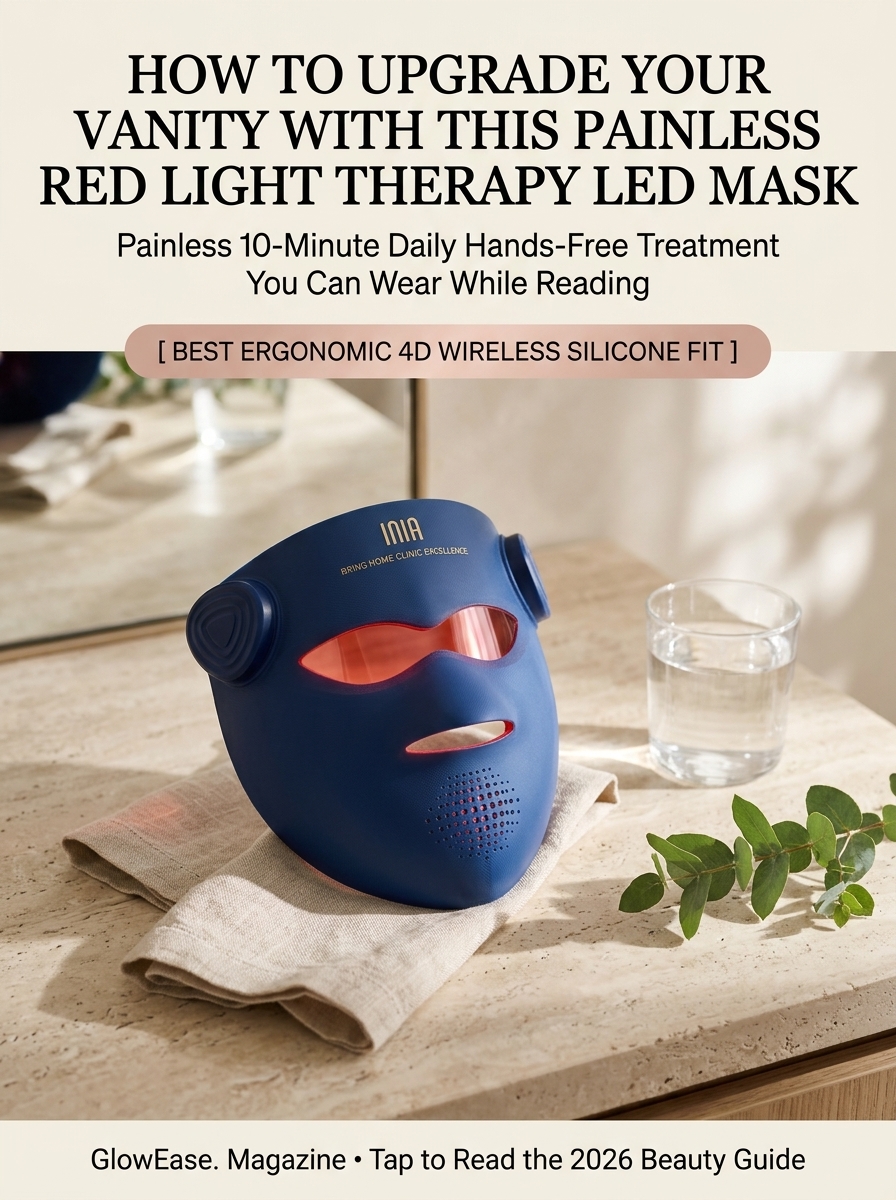 HOW TO UPGRADE YOUR
VANITY WITH THIS PAINLESS
RED LIGHT THERAPY LED MASK
Painless 10-Minute Daily Hands-Free Treatment
You Can Wear While Reading
[ BEST ERGONOMIC 4D WIRELESS SILICONE FIT ]
INIA
BRING HOME CLINIC EXCSLLENCE
GlowEase. Magazine • Tap to Read the 2026 Beauty Guide